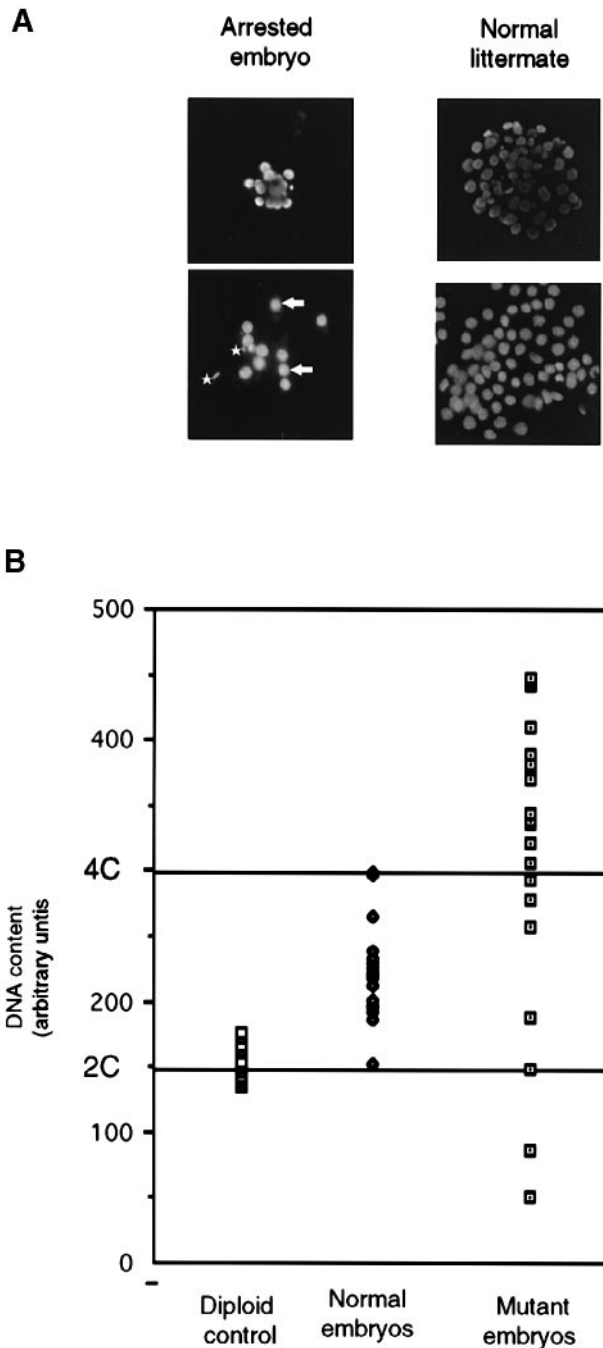 A
Arrested
embryo
Normal
littermate
B
500
400
4C
200
2C
100
0
DNA content
(arbitrary untis
Diploid
control
Normal
embryos
Mutant
embryos